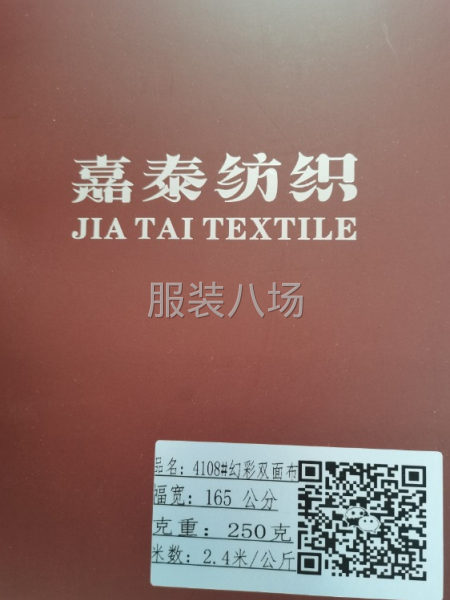 嘉泰纺织
JIA TAI TEXTILE
服装八场
品名：4108#幻彩双面布
福宽：165 公分
克重：250克
米数：2.4米/公斤